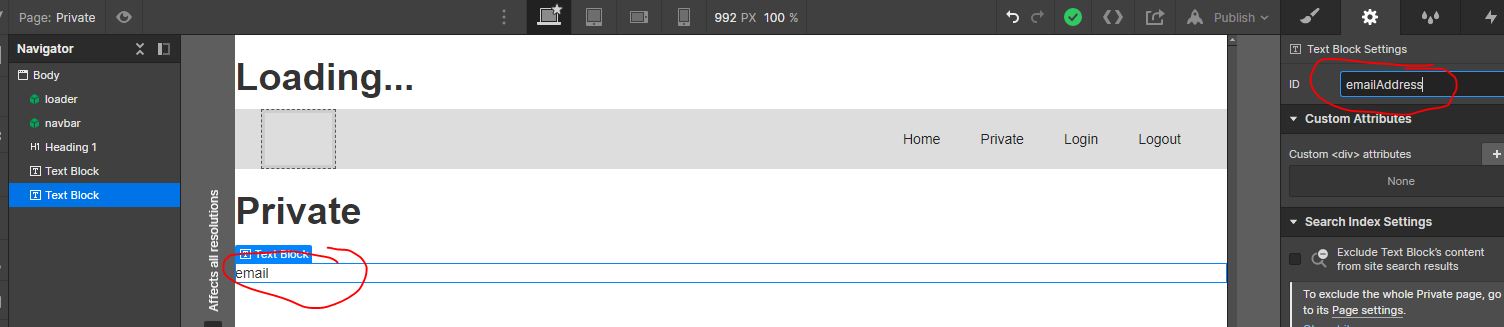 Page: Private
992 PX 100 %
Publish
Navigator
Body
loader
navbar
H1 Heading 1
Text Block
Text Block
Affects all resolutions
Loading...
Home Private Login Logout
Private
Text Block
email
Text Block Settings
ID emailAddress
Custom Attributes
Custom <div> attributes
None
Search Index Settings
Exclude Text Block's content
from site search results
To exclude the whole Private page, go
to its Page settings.